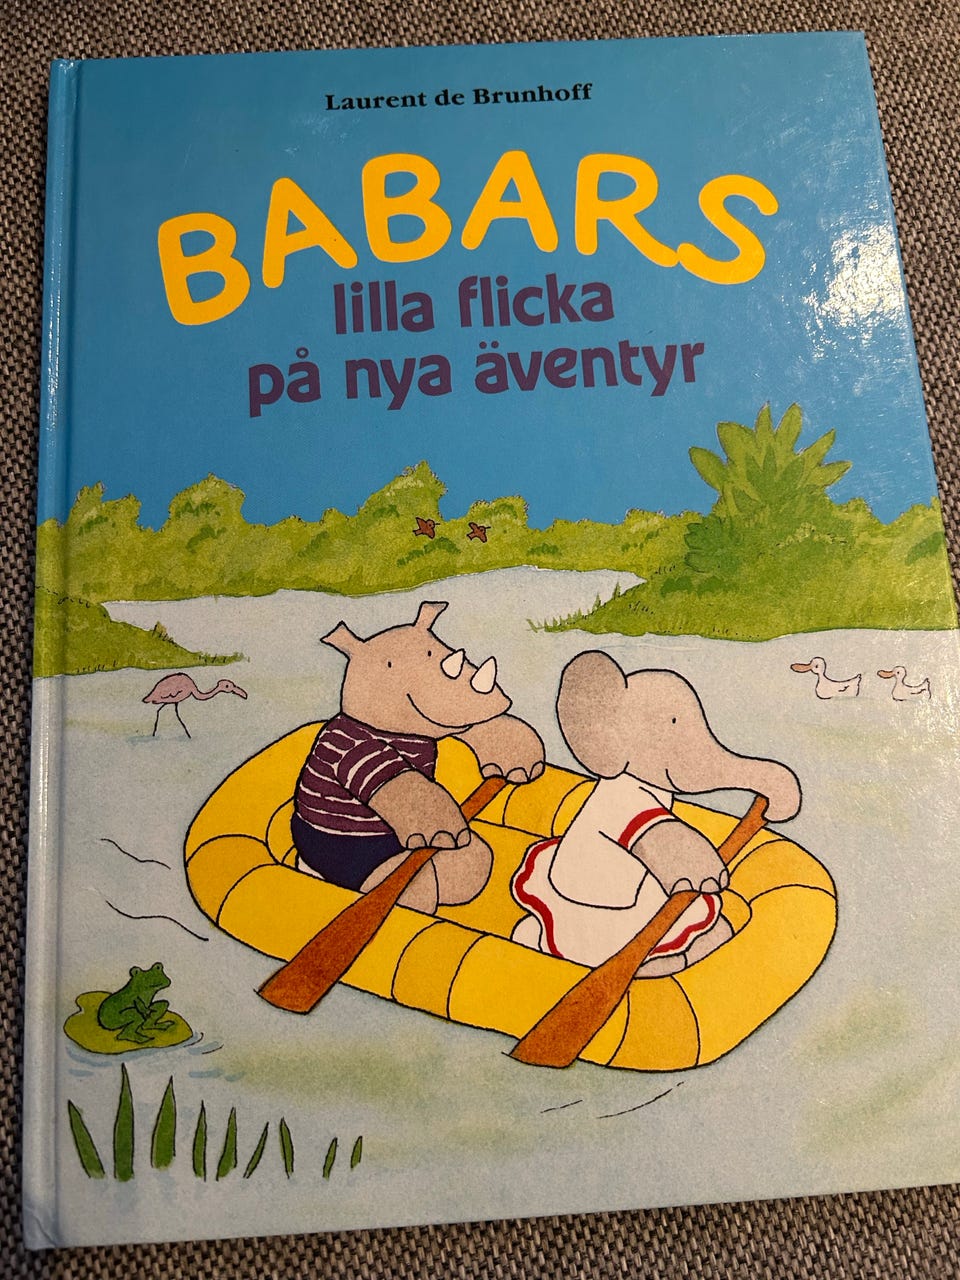 Laurent de Brunhoff
BABARS
lilla flicka
på nya äventyr